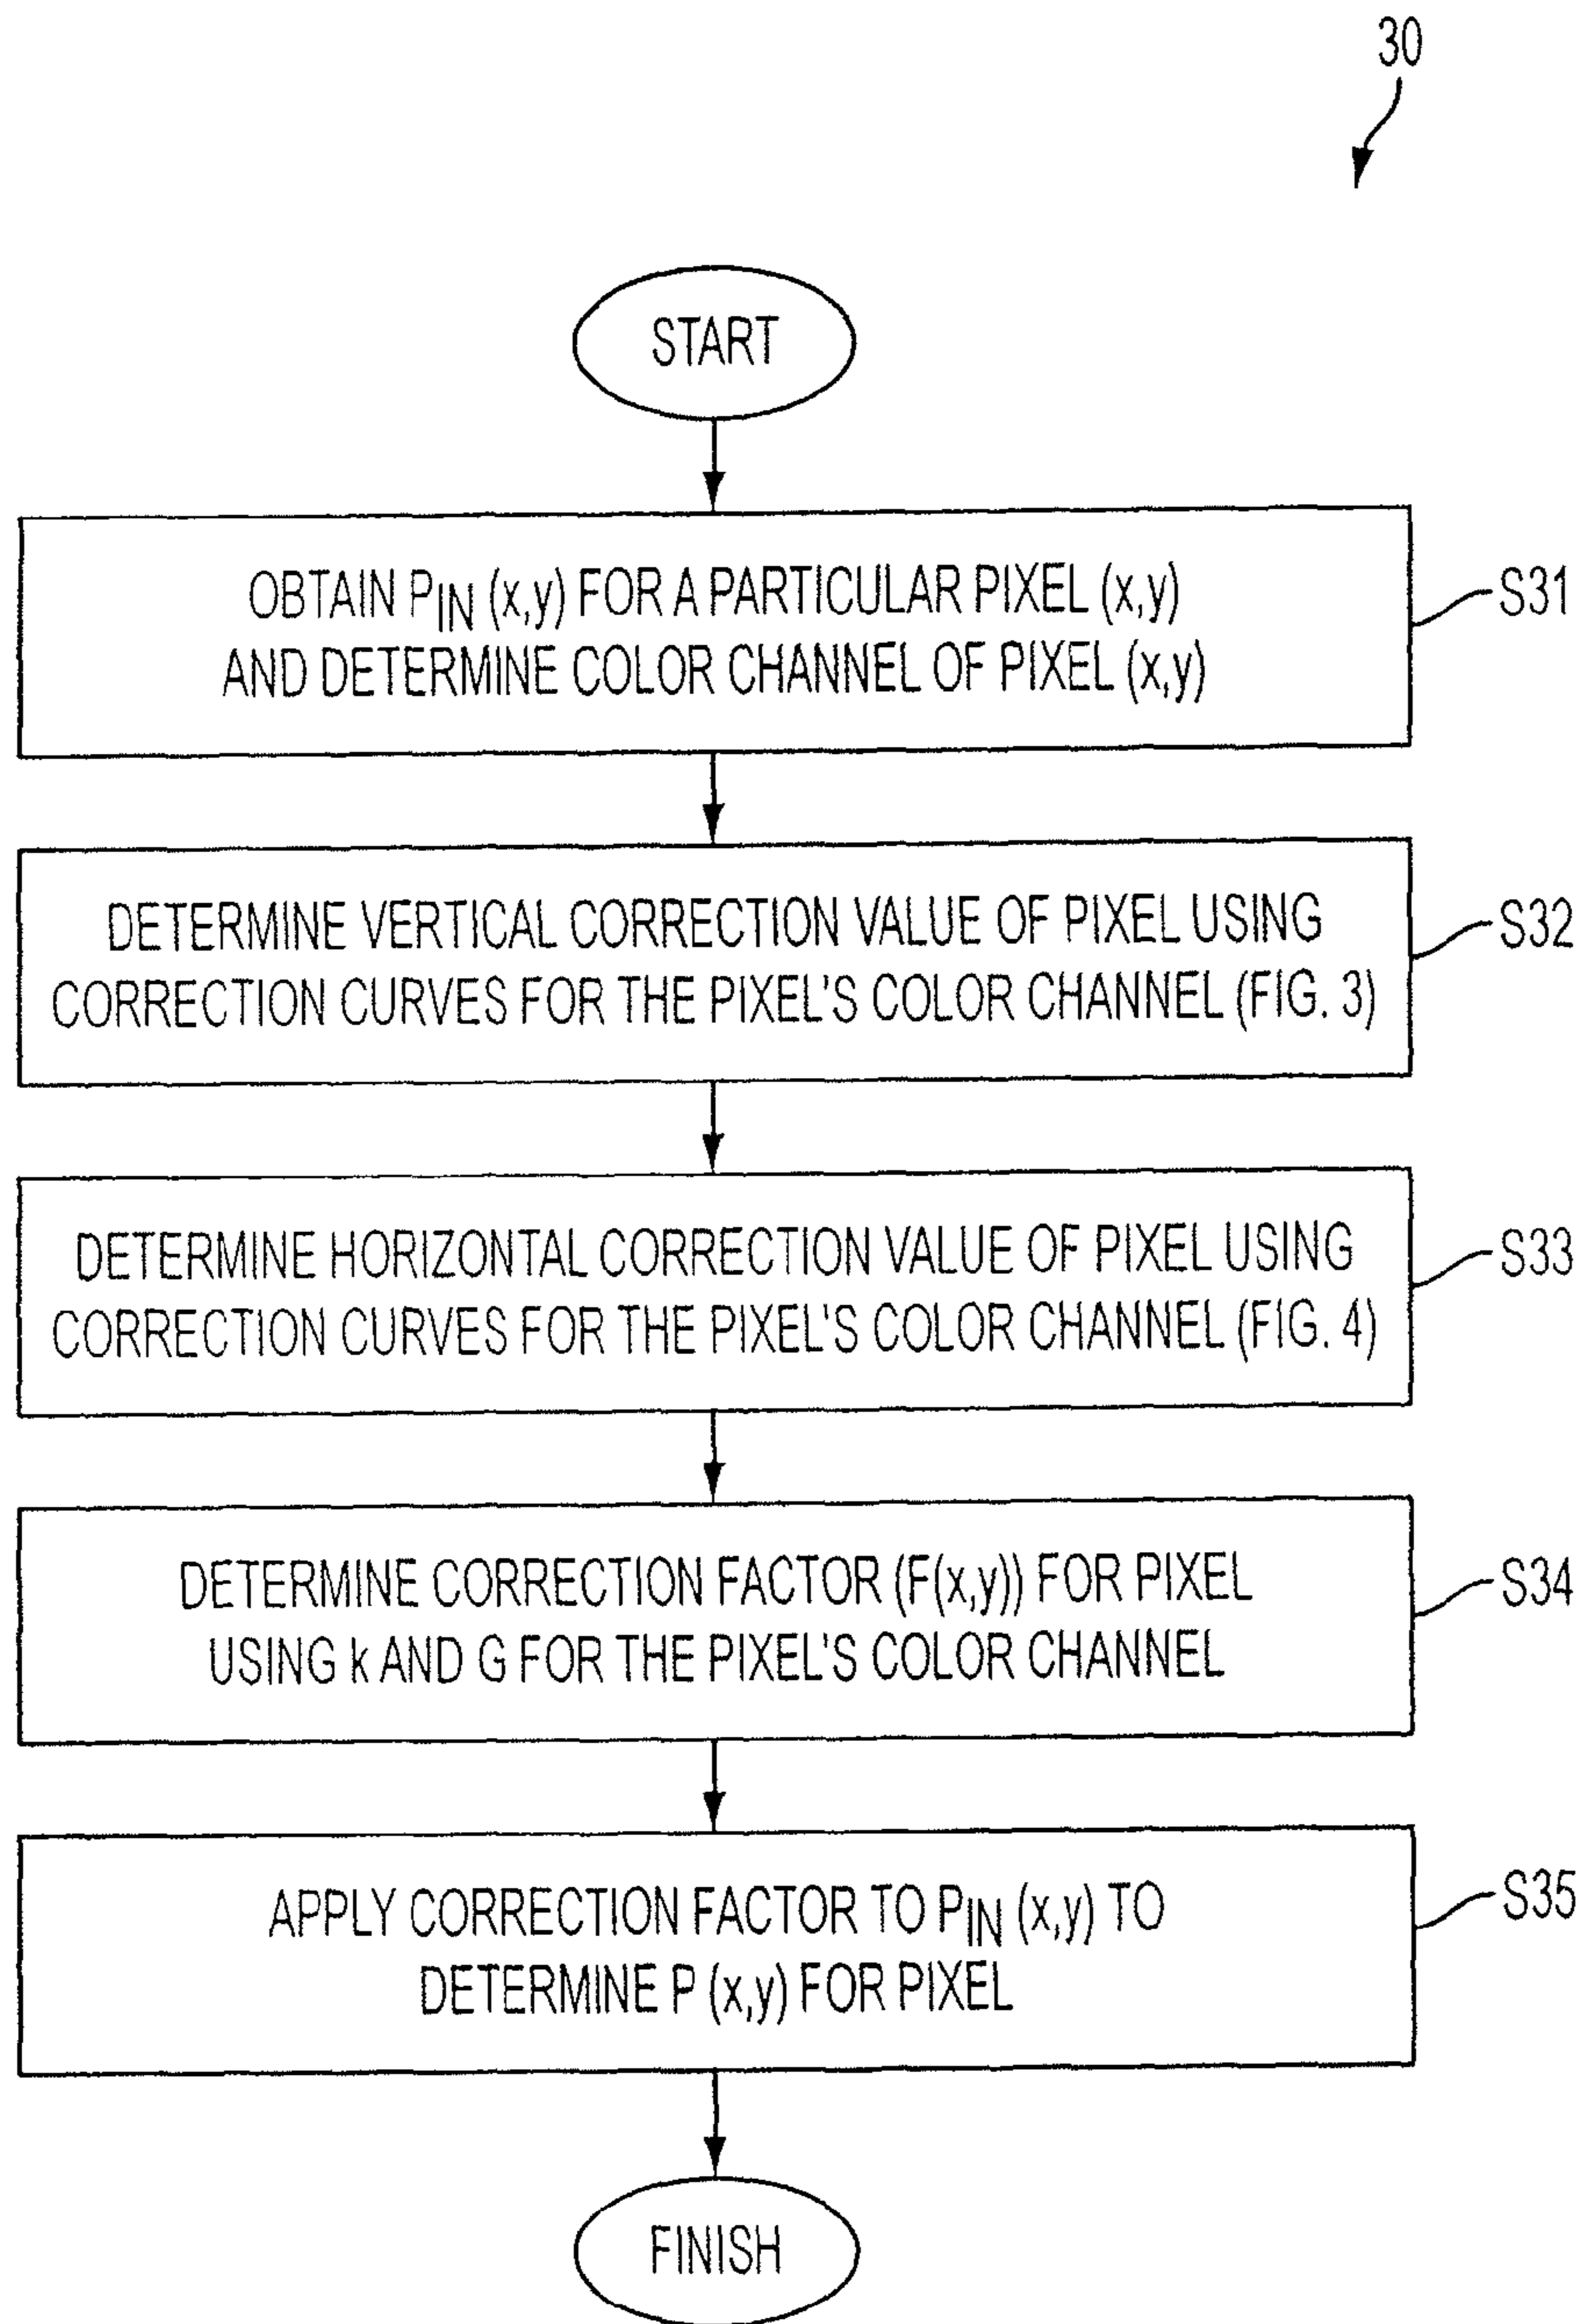 30
START
OBTAIN PIN (x,y) FOR A PARTICULAR PIXEL (x,y)
AND DETERMINE COLOR CHANNEL OF PIXEL (x,y)
S31
DETERMINE VERTICAL CORRECTION VALUE OF PIXEL USING
CORRECTION CURVES FOR THE PIXEL'S COLOR CHANNEL (FIG. 3)
S32
DETERMINE HORIZONTAL CORRECTION VALUE OF PIXEL USING
CORRECTION CURVES FOR THE PIXEL'S COLOR CHANNEL (FIG. 4)
S33
DETERMINE CORRECTION FACTOR (F(x,y)) FOR PIXEL
USING k AND G FOR THE PIXEL'S COLOR CHANNEL
S34
APPLY CORRECTION FACTOR TO PIN (x,y) TO
DETERMINE P (x,y) FOR PIXEL
S35
FINISH